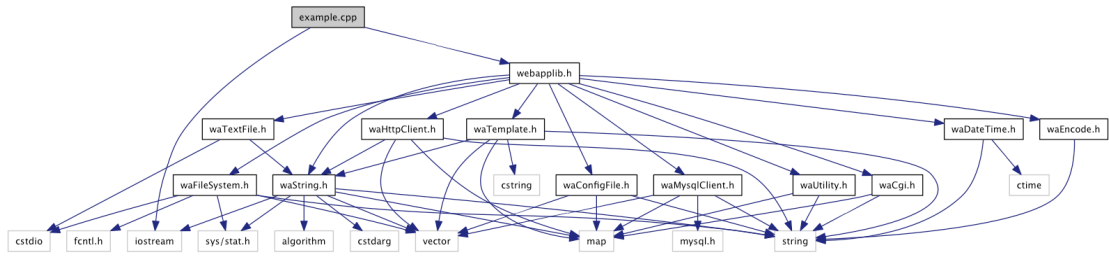 example.cpp
webapplib.h
waTextFile.h
waHttpClient.h
waTemplate.h
waDateTime.h
waEncode.h
waFileSystem.h
waString.h
cstring
waConfigFile.h
waMysqlClient.h
waUtility.h
waCgi.h
ctime
cstdio
fcntl.h
iostream
sys/stat.h
algorithm
cstdarg
vector
map
mysql.h
string